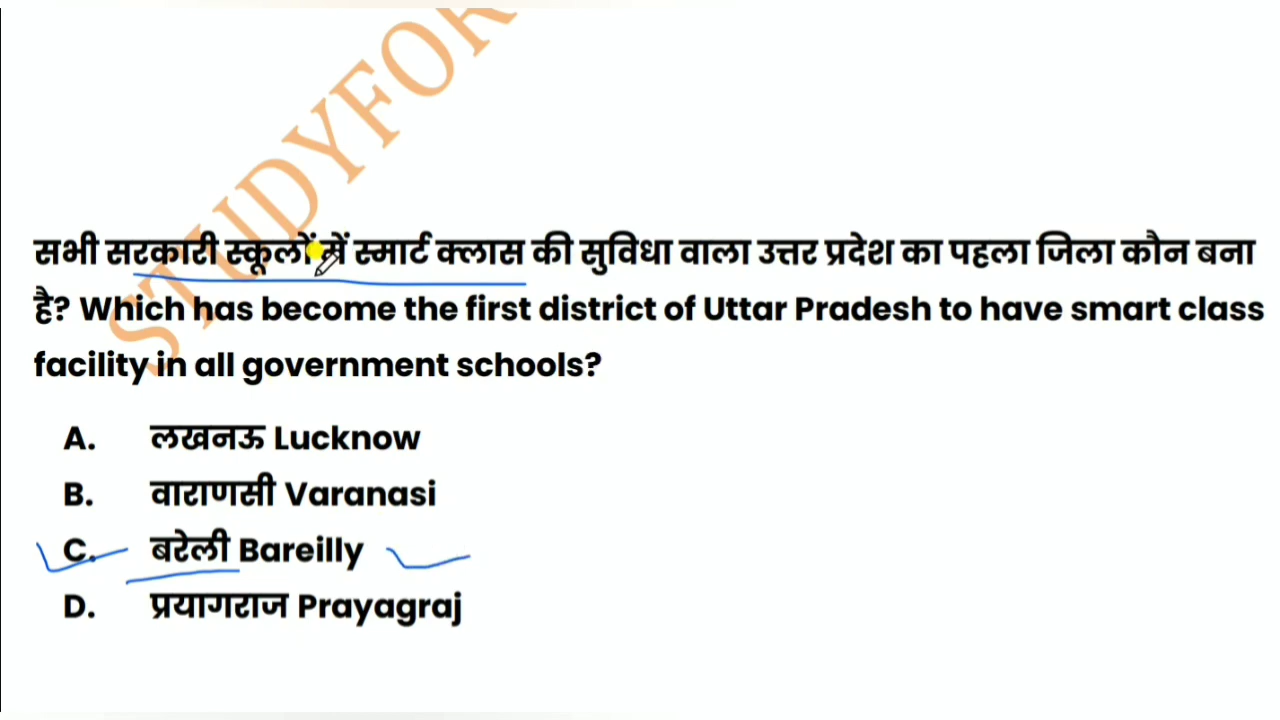 STUDYFOR
सभी सरकारी स्कूलों में स्मार्ट क्लास की सुविधा वाला उत्तर प्रदेश का पहला जिला कौन बना
है? Which has become the first district of Uttar Pradesh to have smart class
facility in all government schools?
A. लखनऊ Lucknow
B. वाराणसी Varanasi
C. बरेली Bareilly
D. प्रयागराज Prayagraj